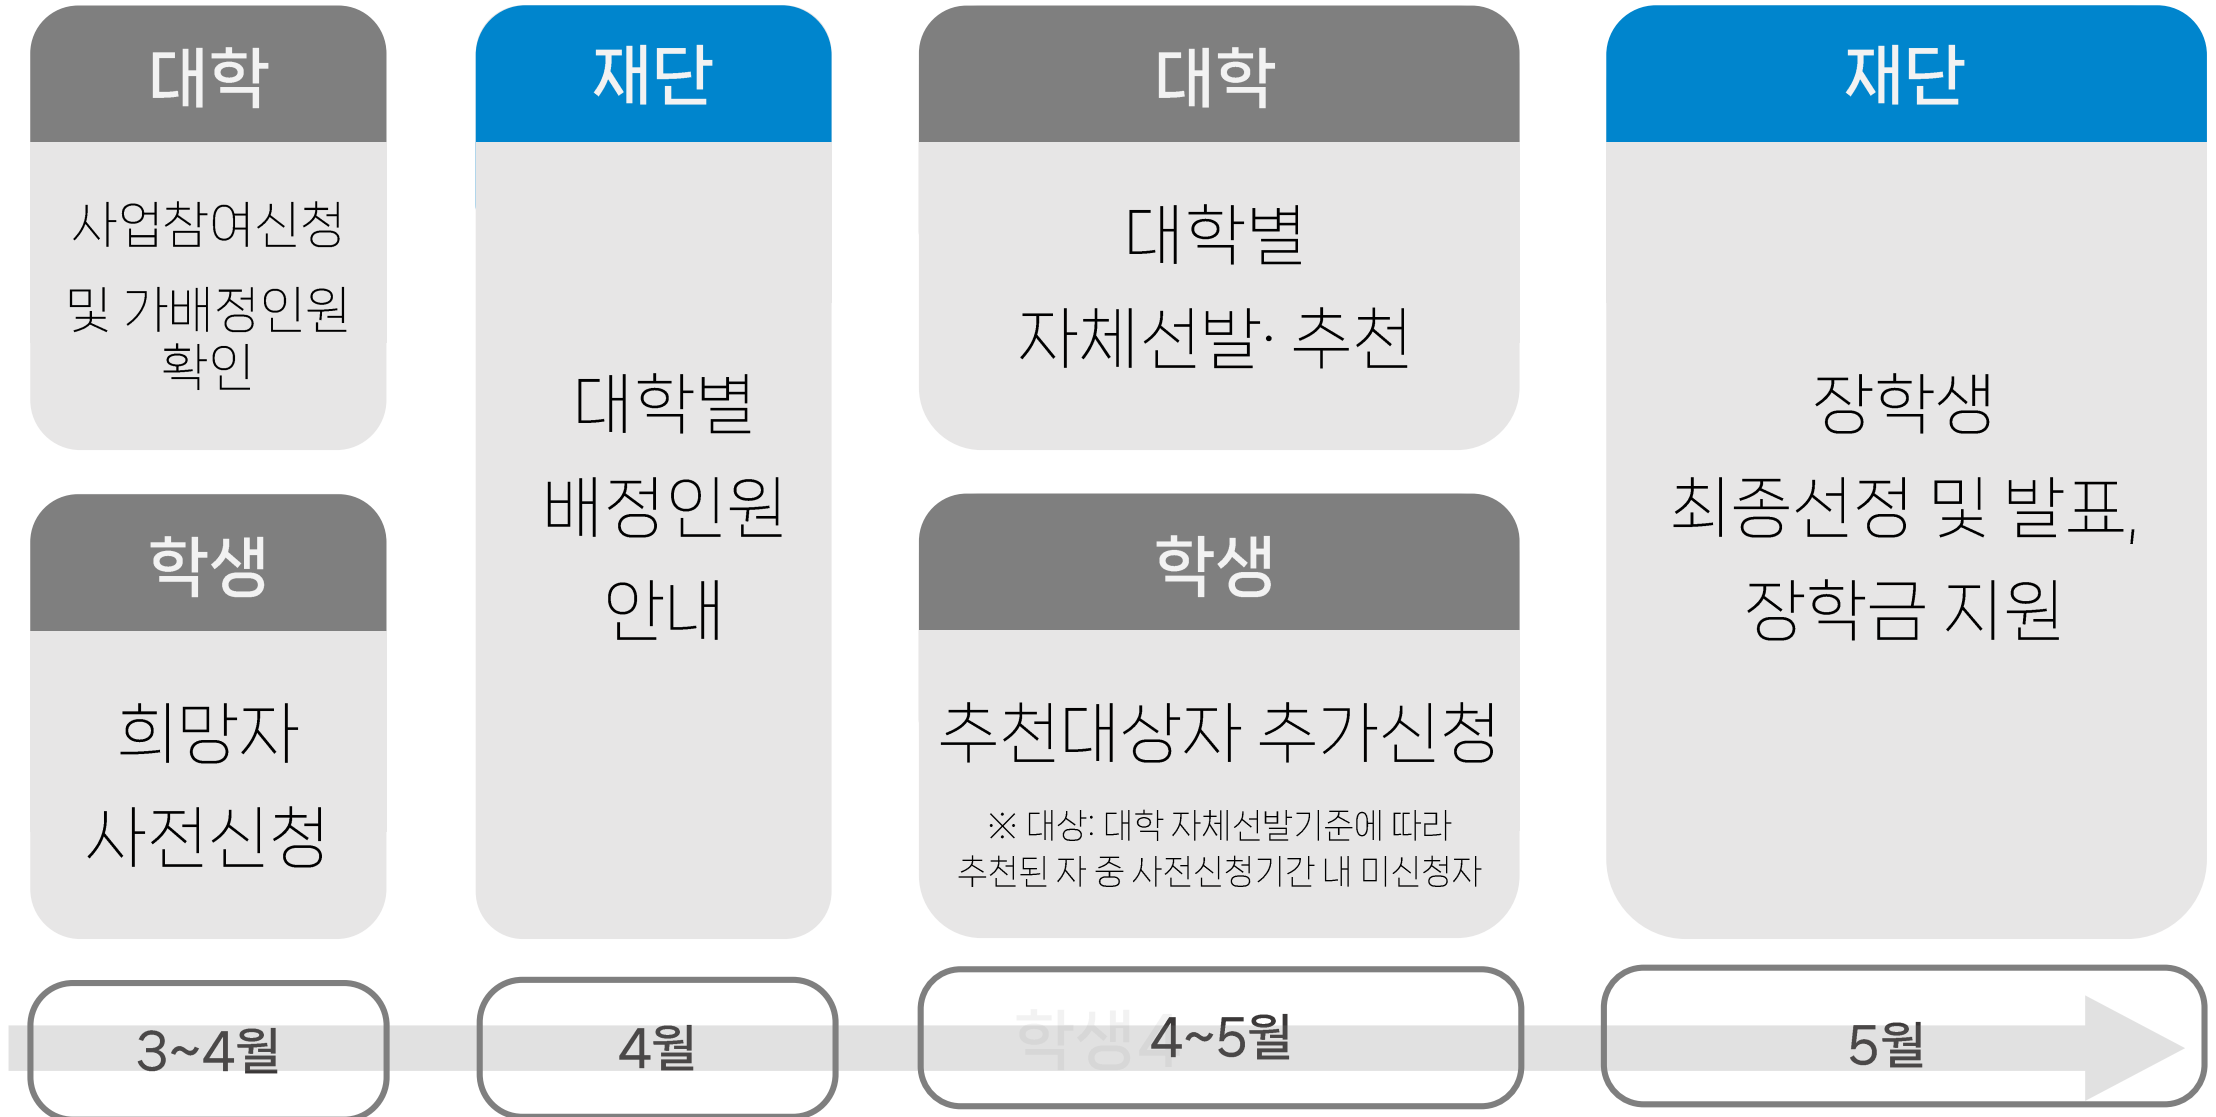 대학
사업참여신청
및 가배정인원
확인
학생
희망자
사전신청
재단
대학별
배정인원
안내
대학
대학별
자체선발· 추천
학생
추천대상자 추가신청
※ 대상: 대학 자체선발기준에 따라
추천된 자 중 사전신청기간 내 미신청자
재단
장학생
최종선정 및 발표,
장학금 지원
3~4월
4월
학생4
4~5월
5월